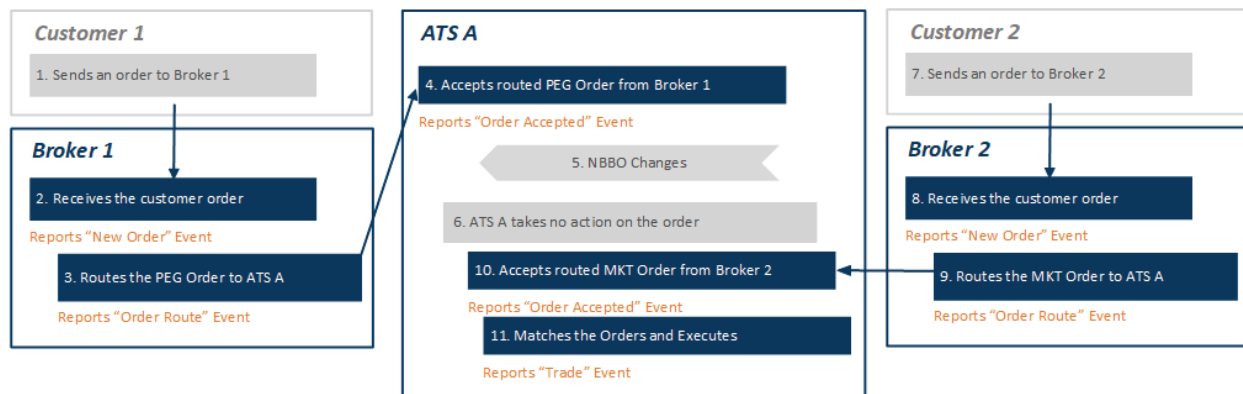 Customer 1
1. Sends an order to Broker 1
Broker 1
2. Receives the customer order
Reports “New Order” Event
3. Routes the PEG Order to ATS A
Reports “Order Route” Event
ATS A
4. Accepts routed PEG Order from Broker 1
Reports “Order Accepted” Event
5. NBBO Changes
6. ATS A takes no action on the order
10. Accepts routed MKT Order from Broker 2
Reports “Order Accepted” Event
11. Matches the Orders and Executes
Reports “Trade” Event
Customer 2
7. Sends an order to Broker 2
Broker 2
8. Receives the customer order
Reports “New Order” Event
9. Routes the MKT Order to ATS A
Reports “Order Route” Event